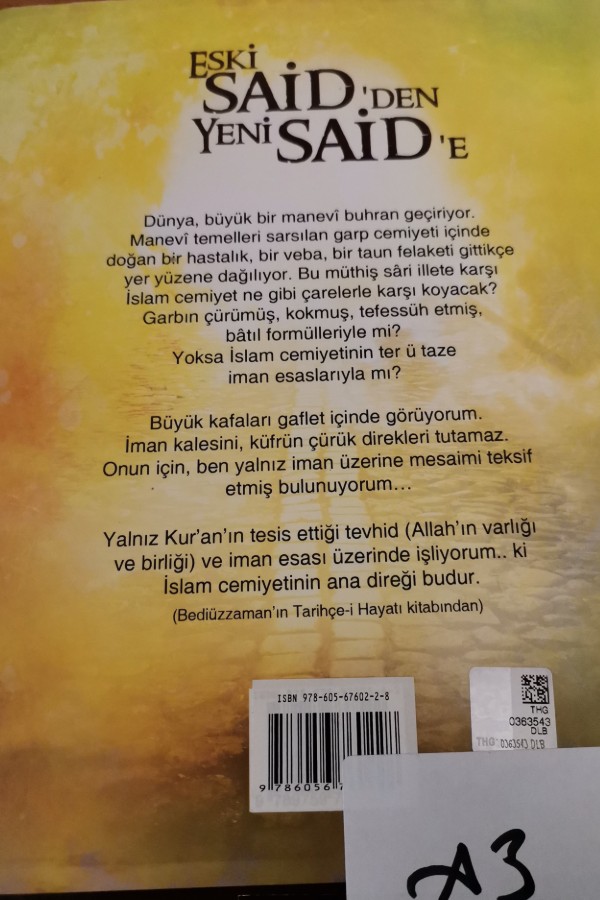 ESKİ
SAİD'DEN
YENİ SAİD'E
Dünya, büyük bir manevî buhran geçiriyor.
Manevî temelleri sarsılan garp cemiyeti içinde
doğan bir hastalık, bir veba, bir taun felaketi gittikçe
yer yüzene dağılıyor. Bu müthiş sâri illete karşı
İslam cemiyet ne gibi çarelerle karşı koyacak?
Garbın çürümüş, kokmuş, tefessüh etmiş,
bâtıl formülleriyle mi?
Yoksa İslam cemiyetinin ter ü taze
iman esaslarıyla mı?
Büyük kafaları gaflet içinde görüyorum.
İman kalesini, küfrün çürük direkleri tutamaz.
Onun için, ben yalnız iman üzerine mesaimi teksif
etmiş bulunuyorum...
Yalnız Kur'an'ın tesis ettiği tevhid (Allah'ın varlığı
ve birliği) ve iman esası üzerinde işliyorum.. ki
İslam cemiyetinin ana direği budur.
(Bediüzzaman'ın Tarihçe-i Hayatı kitabından)
ISBN 978-605-67602-2-8
9 786056
THG
0363543
DLB
THG 0363543 DLB
A3